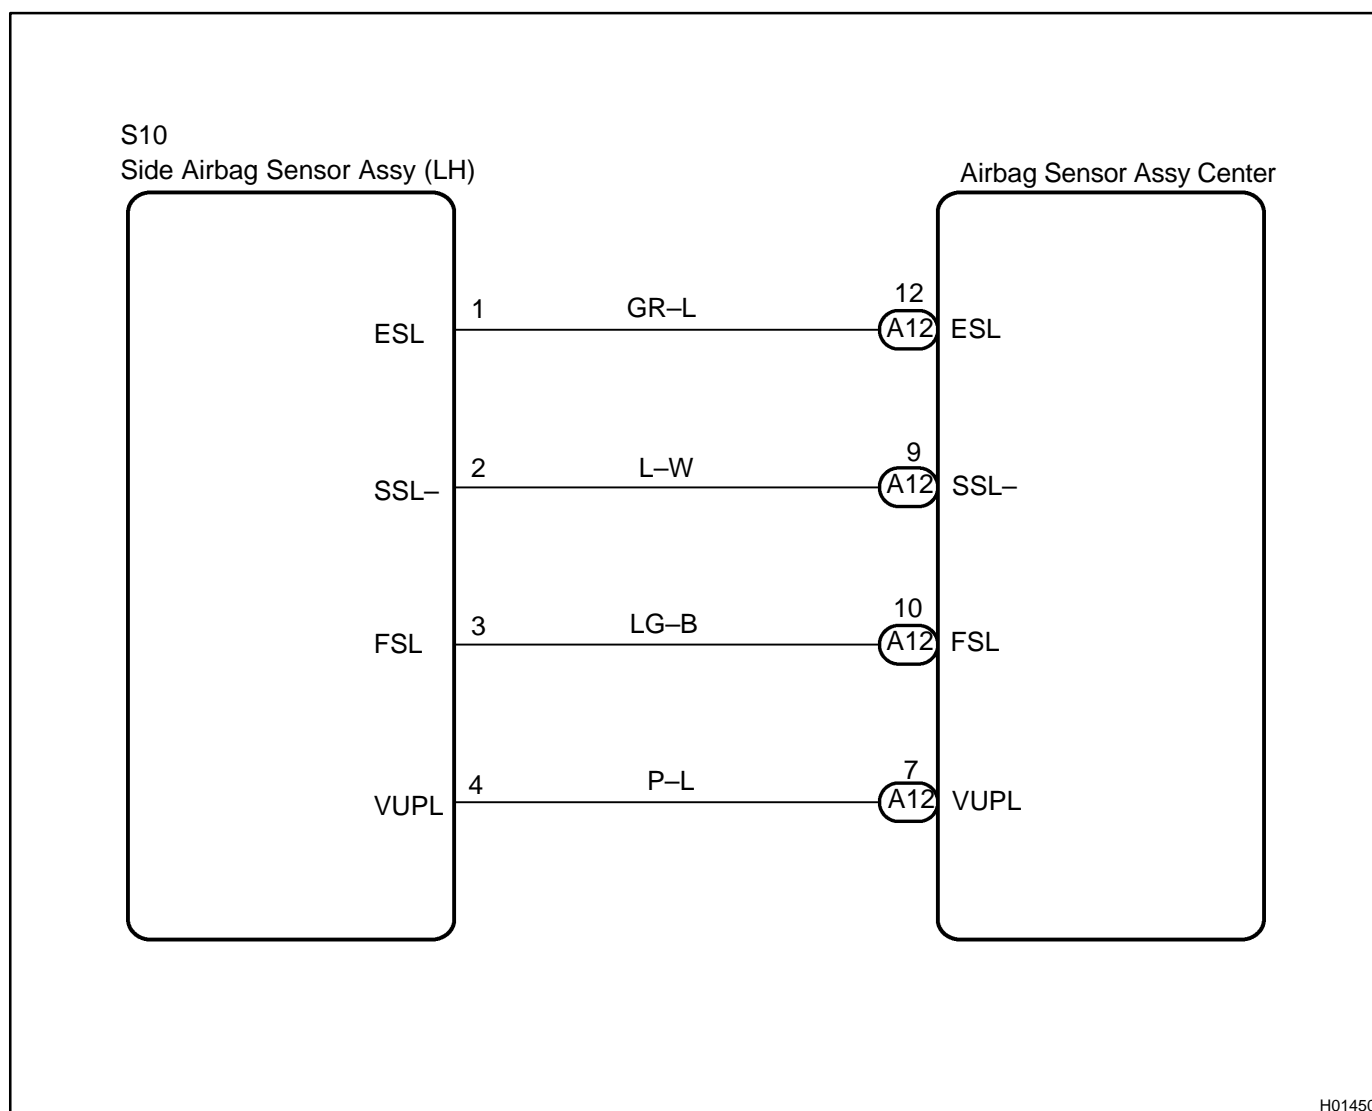 S10
Side Airbag Sensor Assy (LH)
Airbag Sensor Assy Center
ESL 1 GR–L 12 A12 ESL
SSL– 2 L–W 9 A12 SSL–
FSL 3 LG–B 10 A12 FSL
VUPL 4 P–L 7 A12 VUPL